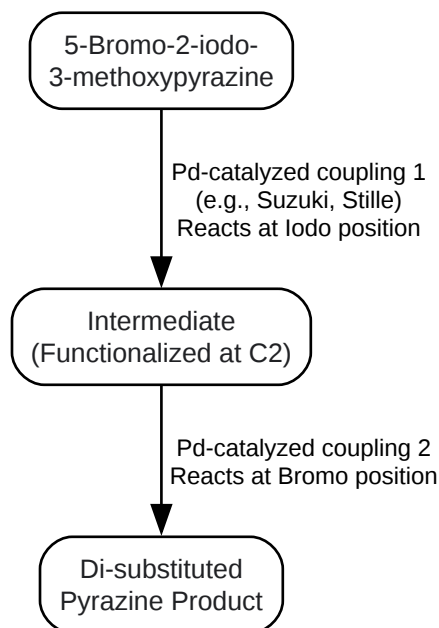 5-Bromo-2-iodo-
3-methoxypyrazine
Pd-catalyzed coupling 1
(e.g., Suzuki, Stille)
Reacts at Iodo position
Intermediate
(Functionalized at C2)
Pd-catalyzed coupling 2
Reacts at Bromo position
Di-substituted
Pyrazine Product